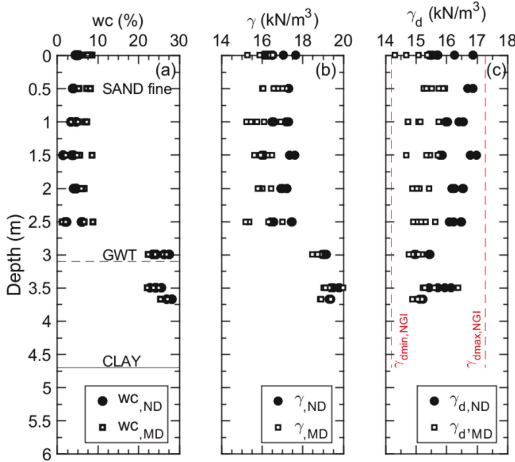 wc (%)
γ (kN/m³)
γd (kN/m³)
0 10 20 30
14 16 18 20
14 15 16 17 18
(a)
(b)
(c)
Depth (m)
0
0.5
1
1.5
2
2.5
3
3.5
4
4.5
5
5.5
6
SAND fine
GWT
CLAY
γdmin,NGI
γdmax,NGI
wc,ND
wc,MD
γ,ND
γ,MD
γd,ND
γd,MD